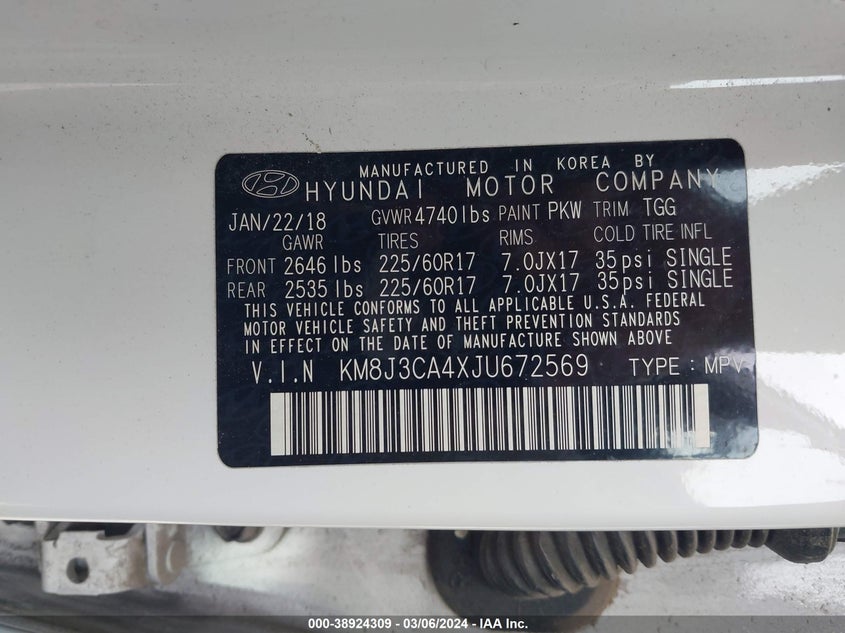 MANUFACTURED IN KOREA BY
HYUNDAI MOTOR COMPANY
JAN/22/18 GVWR 4740lbs PAINT PKW TRIM TGG
GAWR TIRES RIMS COLD TIRE INFL
FRONT 2646 lbs 225/60R17 7.0JX17 35psi SINGLE
REAR 2535 lbs 225/60R17 7.0JX17 35psi SINGLE
THIS VEHICLE CONFORMS TO ALL APPLICABLE U.S.A. FEDERAL
MOTOR VEHICLE SAFETY AND THEFT PREVENTION STANDARDS
IN EFFECT ON THE DATE OF MANUFACTURE SHOWN ABOVE
V.I.N KM8J3CA4XJU672569 TYPE : MPV
000-38924309 | 03/06/2024 | IAA Inc.